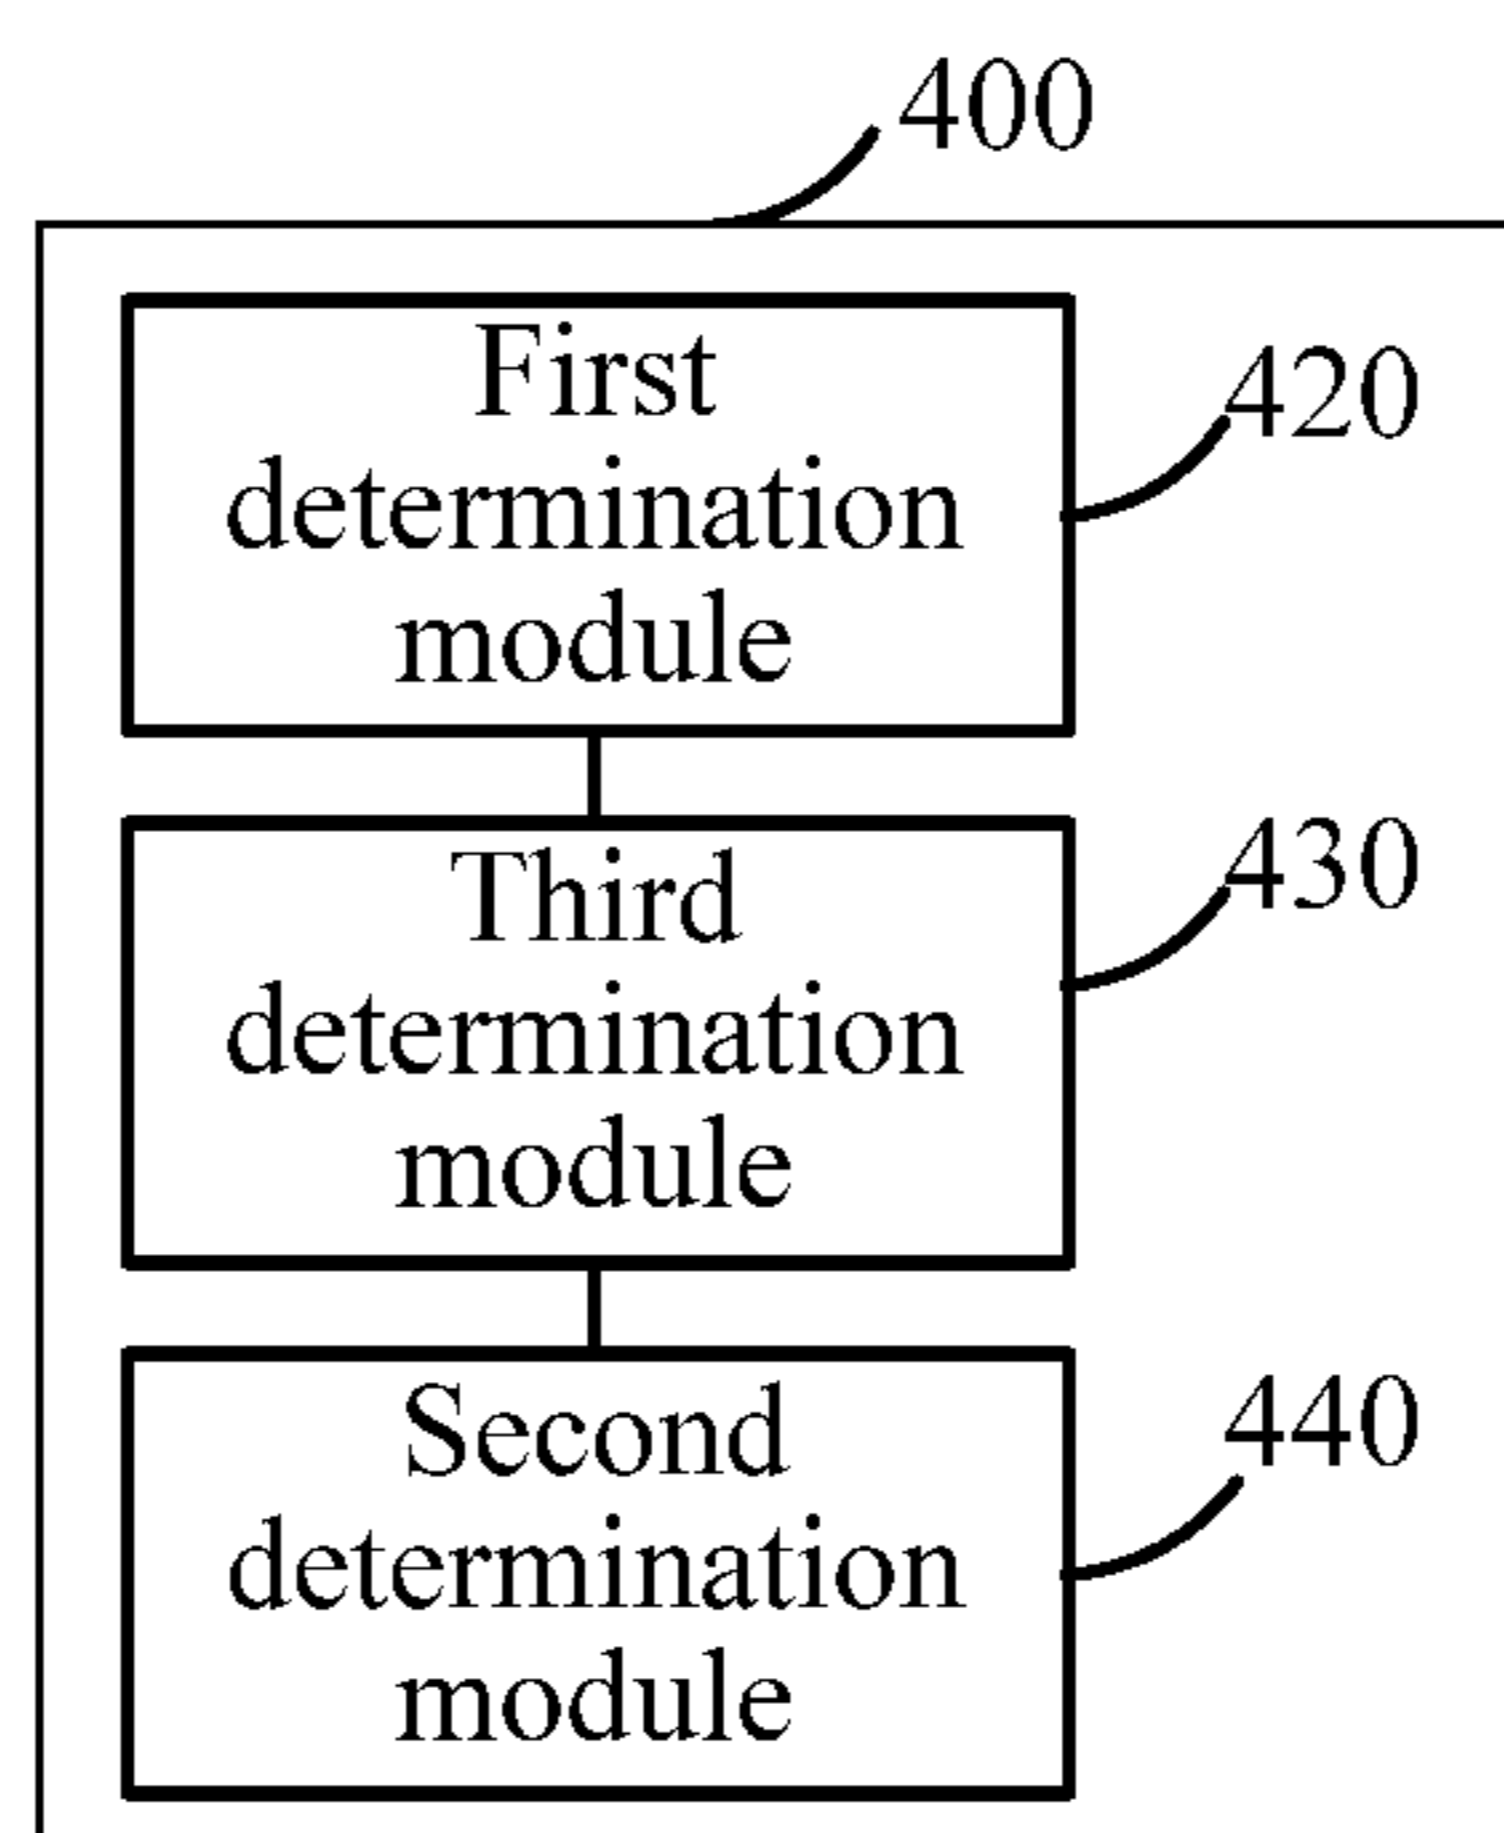 400
First
determination
module
420
Third
determination
module
430
Second
determination
module
440